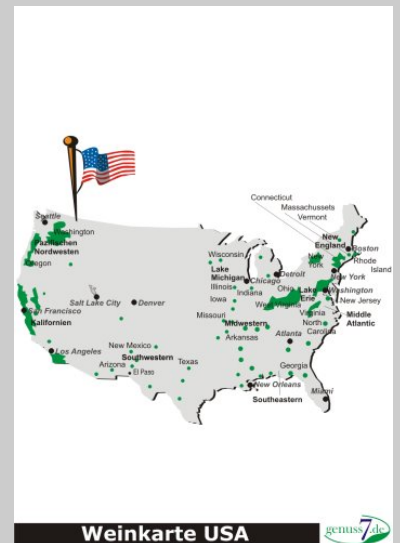 Connecticut
Massachussets
Vermont
Seattle
Washington
Pazifischen
Nordwesten
Oregon
New
England
Boston
Rhode
Island
Wisconsin
Lake
Michigan
Chicago
Detroit
New
York
New York
Illinois
Indiana
Ohio
Lake
Erie
Washington
New Jersey
Iowa
West Virginia
Virginia
Middle
Atlantic
Salt Lake City
Denver
San Francisco
Kalifornien
Missouri
Midwestern
North
Carolina
Arkansas
Atlanta
Los Angeles
New Mexico
Southwestern
Arizona
El Paso
Texas
Georgia
New Orleans
Miami
Southeastern
Weinkarte USA
genuss7.de